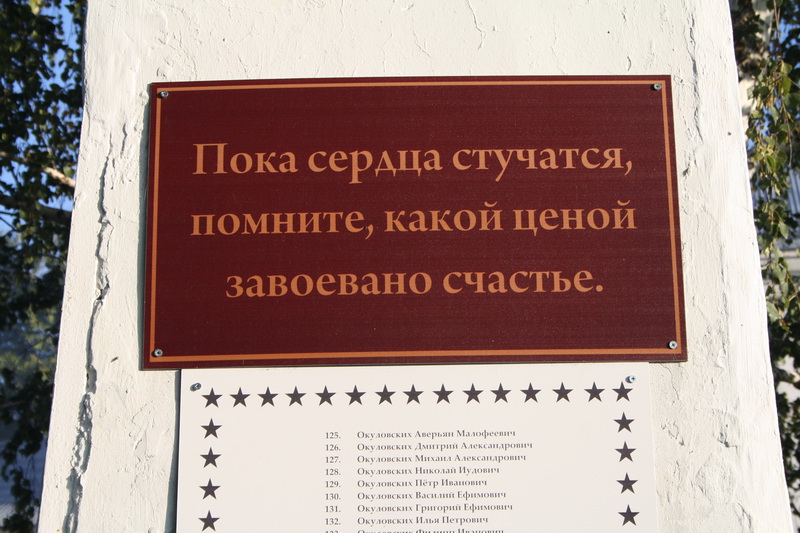 Пока сердца стучатся,
помните, какой ценой
завоевано счастье.
125. Окуловских Аверьян Малофеевич
126. Окуловских Дмитрий Александрович
127. Окуловских Михаил Александрович
128. Окуловских Николай Иудович
129. Окуловских Пётр Иванович
130. Окуловских Василий Ефимович
131. Окуловских Григорий Ефимович
132. Окуловских Илья Петрович